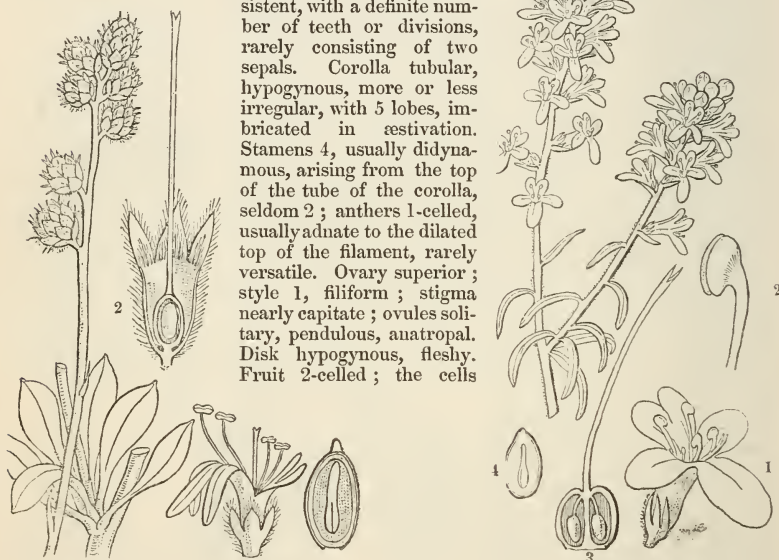 sistent, with a definite num-
ber of teeth or divisions,
rarely consisting of two
sepals. Corolla tubular,
hypogynous, more or less
irregular, with 5 lobes, im-
bricated in æstivation.
Stamens 4, usually didyna-
mous, arising from the top
of the tube of the corolla,
seldom 2 ; anthers 1-celled,
usually adnate to the dilated
top of the filament, rarely
versatile. Ovary superior ;
style 1, filiform ; stigma
nearly capitate ; ovules soli-
tary, pendulous, anatropal.
Disk hypogynous, fleshy.
Fruit 2-celled ; the cells
2
2
4
1
3